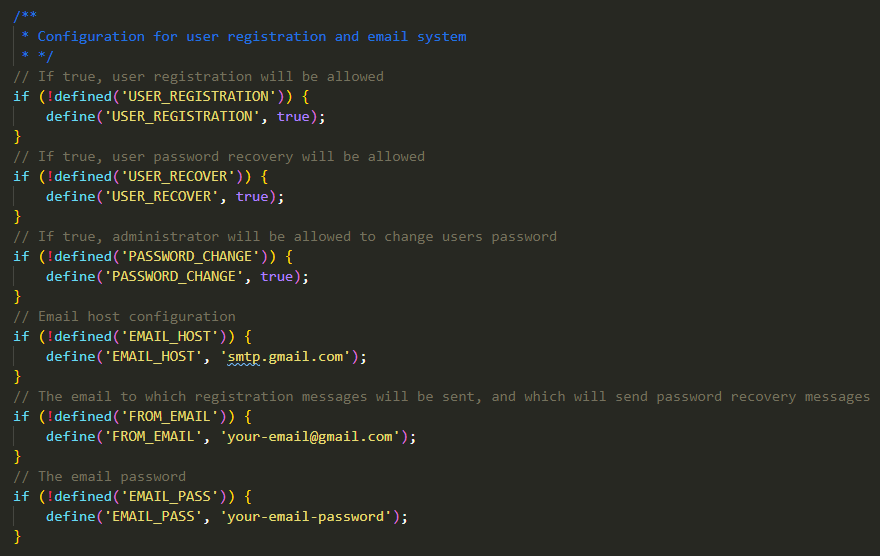 /**
 * Configuration for user registration and email system
 * */
// If true, user registration will be allowed
if (!defined('USER_REGISTRATION')) {
    define('USER_REGISTRATION', true);
}
// If true, user password recovery will be allowed
if (!defined('USER_RECOVER')) {
    define('USER_RECOVER', true);
}
// If true, administrator will be allowed to change users password
if (!defined('PASSWORD_CHANGE')) {
    define('PASSWORD_CHANGE', true);
}
// Email host configuration
if (!defined('EMAIL_HOST')) {
    define('EMAIL_HOST', 'smtp.gmail.com');
}
// The email to which registration messages will be sent, and which will send password recovery messages
if (!defined('FROM_EMAIL')) {
    define('FROM_EMAIL', 'your-email@gmail.com');
}
// The email password
if (!defined('EMAIL_PASS')) {
    define('EMAIL_PASS', 'your-email-password');
}